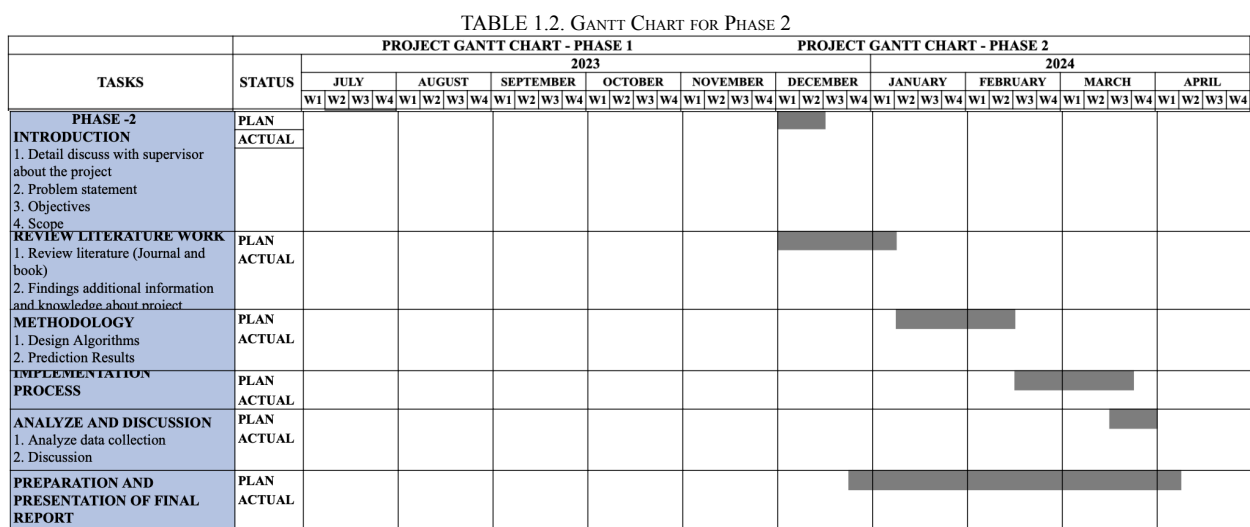 TABLE 1.2. GANTT CHART FOR PHASE 2
PROJECT GANTT CHART - PHASE 1 PROJECT GANTT CHART - PHASE 2
TASKS STATUS 2023 2024
JULY AUGUST SEPTEMBER OCTOBER NOVEMBER DECEMBER JANUARY FEBRUARY MARCH APRIL
W1 W2 W3 W4 W1 W2 W3 W4 W1 W2 W3 W4 W1 W2 W3 W4 W1 W2 W3 W4 W1 W2 W3 W4 W1 W2 W3 W4 W1 W2 W3 W4 W1 W2 W3 W4 W1 W2 W3 W4
PHASE -2 PLAN
INTRODUCTION ACTUAL
1. Detail discuss with supervisor
about the project
2. Problem statement
3. Objectives
4. Scope
REVIEW LITERATURE WORK PLAN
1. Review literature (Journal and ACTUAL
book)
2. Findings additional information
and knowledge about project
METHODOLOGY PLAN
1. Design Algorithms ACTUAL
2. Prediction Results
IMPLEMENTATION PLAN
PROCESS ACTUAL
ANALYZE AND DISCUSSION PLAN
1. Analyze data collection ACTUAL
2. Discussion
PREPARATION AND PLAN
PRESENTATION OF FINAL ACTUAL
REPORT